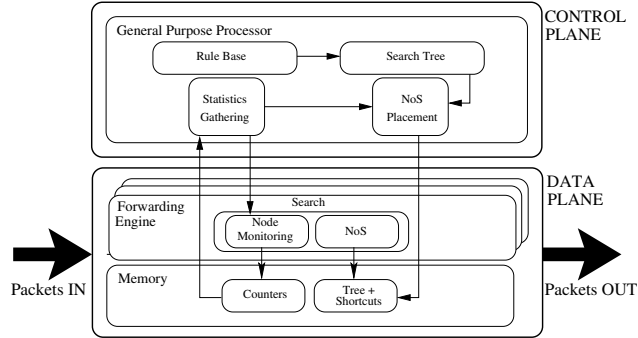 CONTROL
PLANE
General Purpose Processor
Rule Base
Search Tree
Statistics
Gathering
NoS
Placement
DATA
PLANE
Forwarding
Engine
Search
Node
Monitoring
NoS
Packets IN
Packets OUT
Memory
Counters
Tree +
Shortcuts